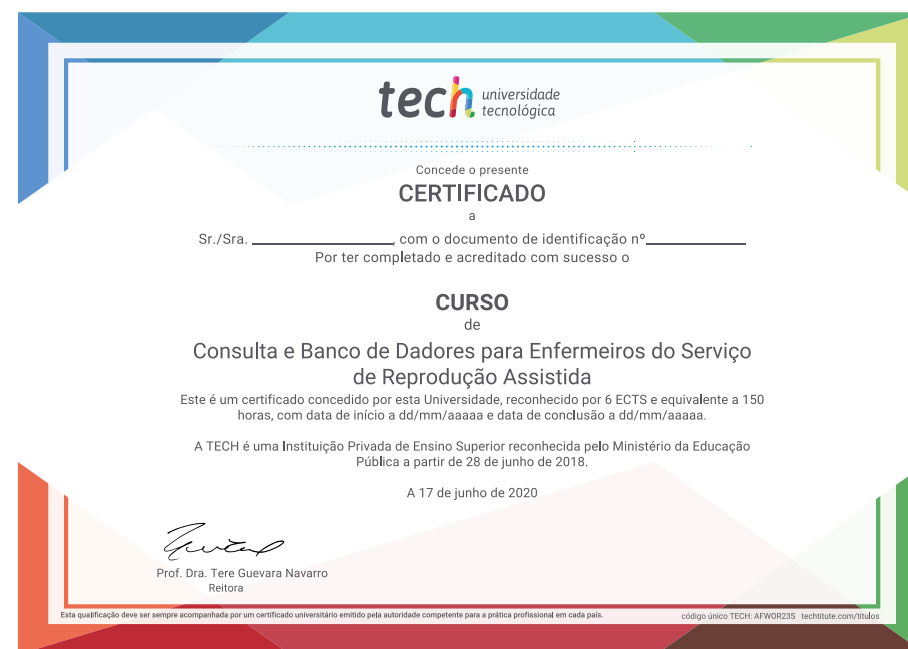 tech universidade
tecnológica
Concede o presente
CERTIFICADO
a
Sr./Sra. ____________________, com o documento de identificação nº______________
Por ter completado e acreditado com sucesso o
CURSO
de
Consulta e Banco de Dadores para Enfermeiros do Serviço
de Reprodução Assistida
Este é um certificado concedido por esta Universidade, reconhecido por 6 ECTS e equivalente a 150
horas, com data de início a dd/mm/aaaaa e data de conclusão a dd/mm/aaaaa.
A TECH é uma Instituição Privada de Ensino Superior reconhecida pelo Ministério da Educação
Pública a partir de 28 de junho de 2018.
A 17 de junho de 2020
Prof. Dra. Tere Guevara Navarro
Reitora
Esta qualificação deve ser sempre acompanhada por um certificado universitário emitido pela autoridade competente para a prática profissional em cada país.
código único TECH: AFWOR23S techtitute.com/titulos